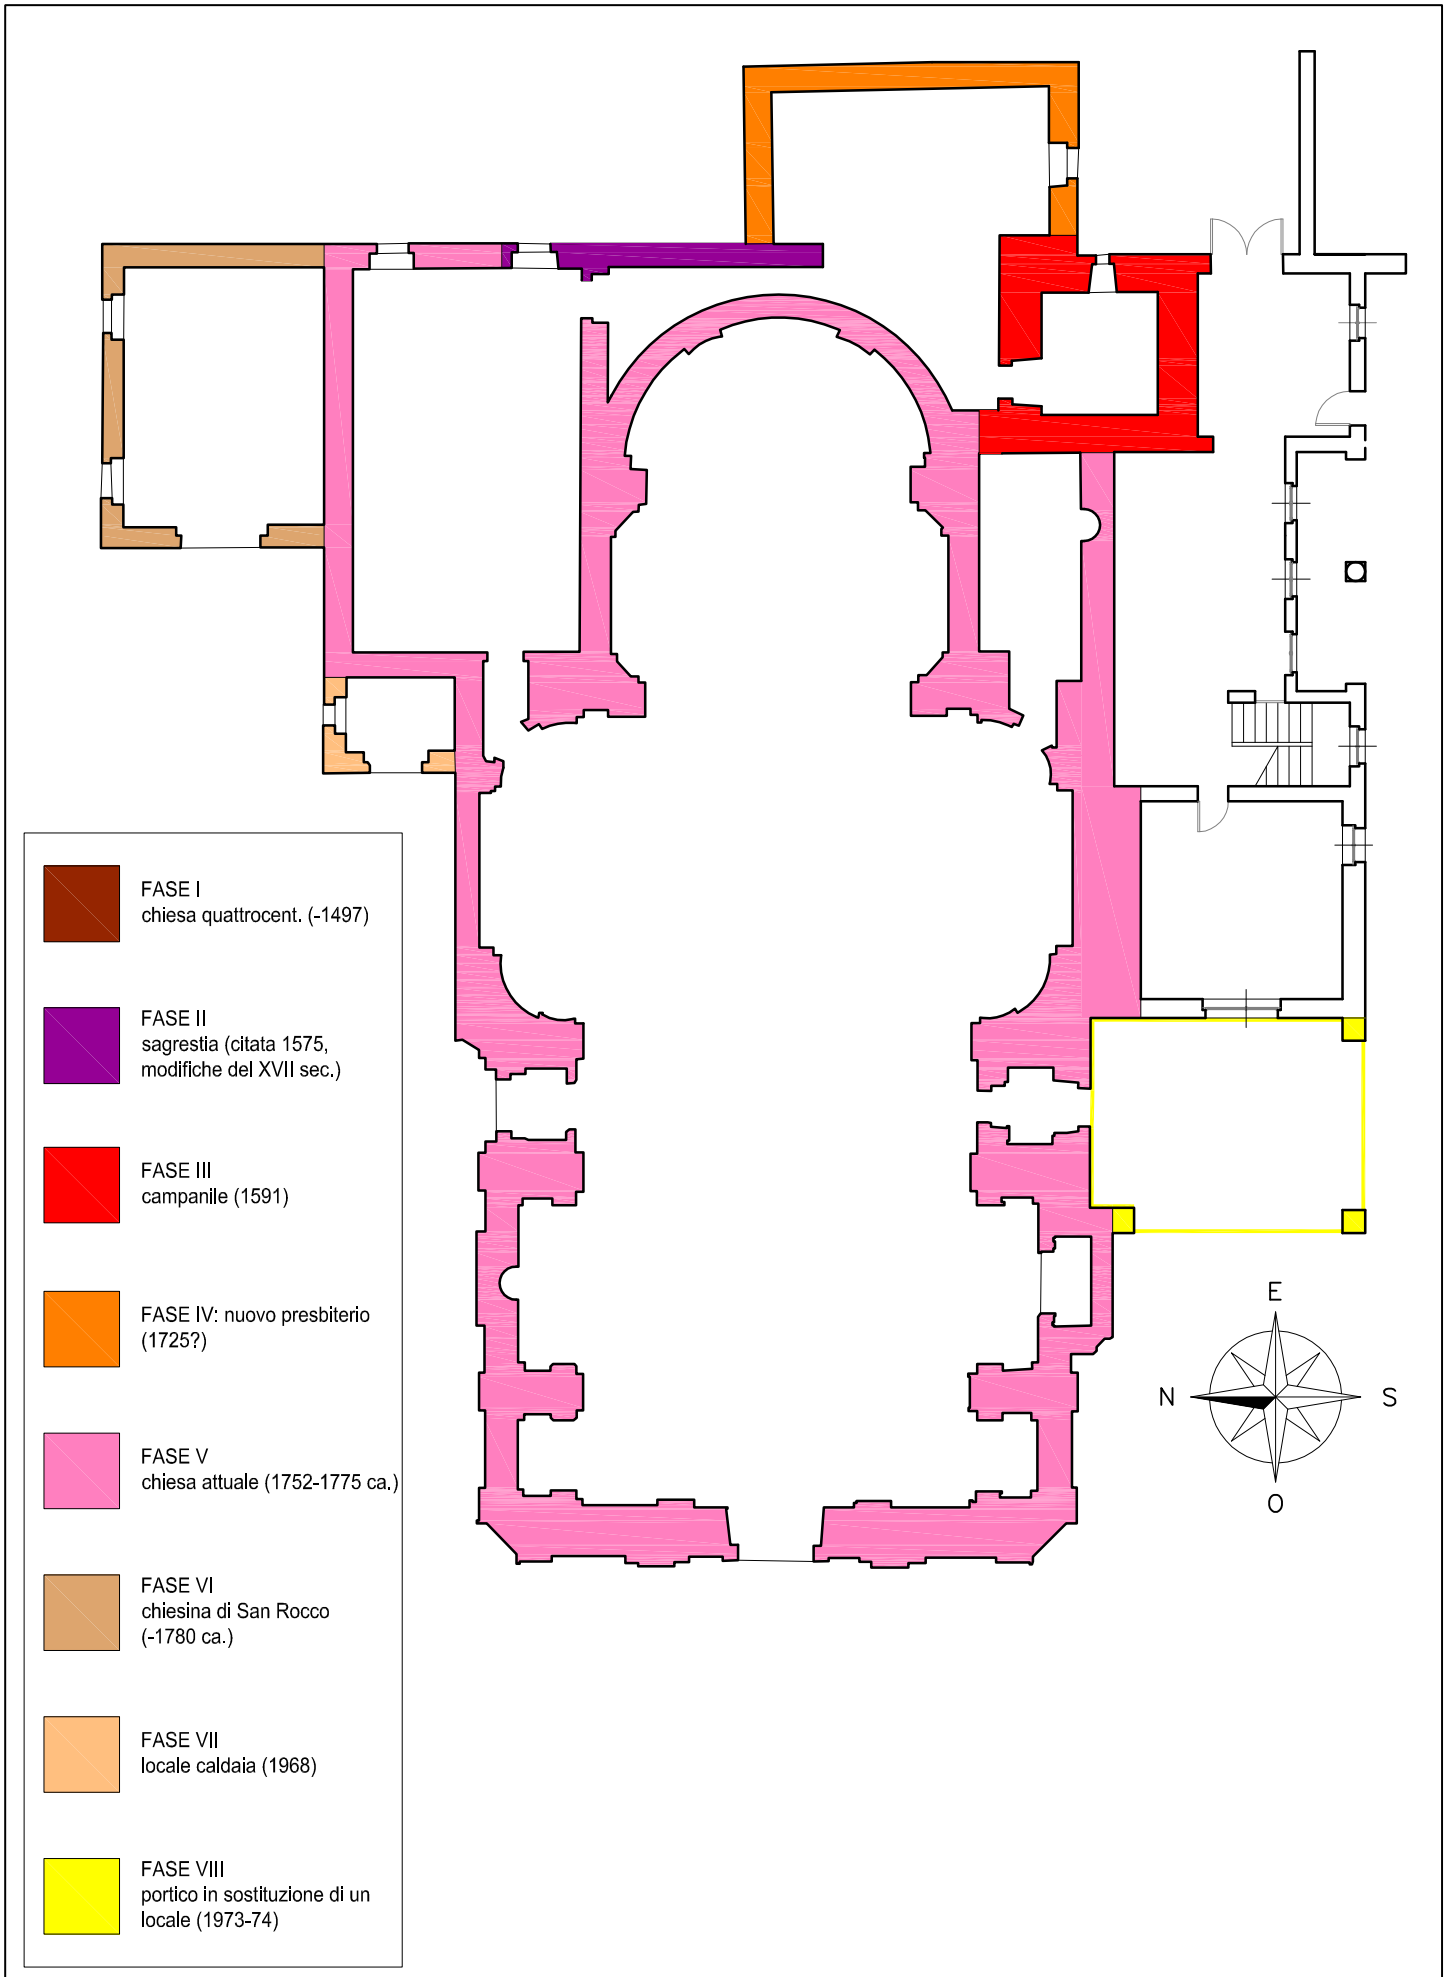 FASE I
chiesa quattrocent. (-1497)
FASE II
sagrestia (citata 1575,
modifiche del XVII sec.)
FASE III
campanile (1591)
FASE IV: nuovo presbiterio
(1725?)
FASE V
chiesa attuale (1752-1775 ca.)
FASE VI
chiesina di San Rocco
(-1780 ca.)
FASE VII
locale caldaia (1968)
FASE VIII
portico in sostituzione di un
locale (1973-74)
E
N
S
O